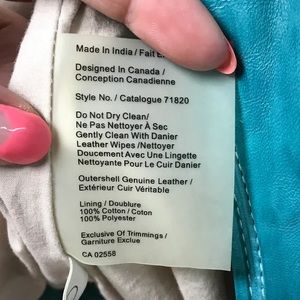 Made In India / Fait E
Designed In Canada /
Conception Canadienne
Style No. / Catalogue 71820
Do Not Dry Clean/
Ne Pas Nettoyer À Sec
Gently Clean With Danier
Leather Wipes/Nettoyer
Doucement Avec Une Lingette
Nettoyante Pour Le Cuir Danier
Outershell Genuine Leather /
Extérieur Cuir Véritable
Lining / Doublure
100% Cotton / Coton
100% Polyester
Exclusive Of Trimmings /
Garniture Exclue
CA 02558